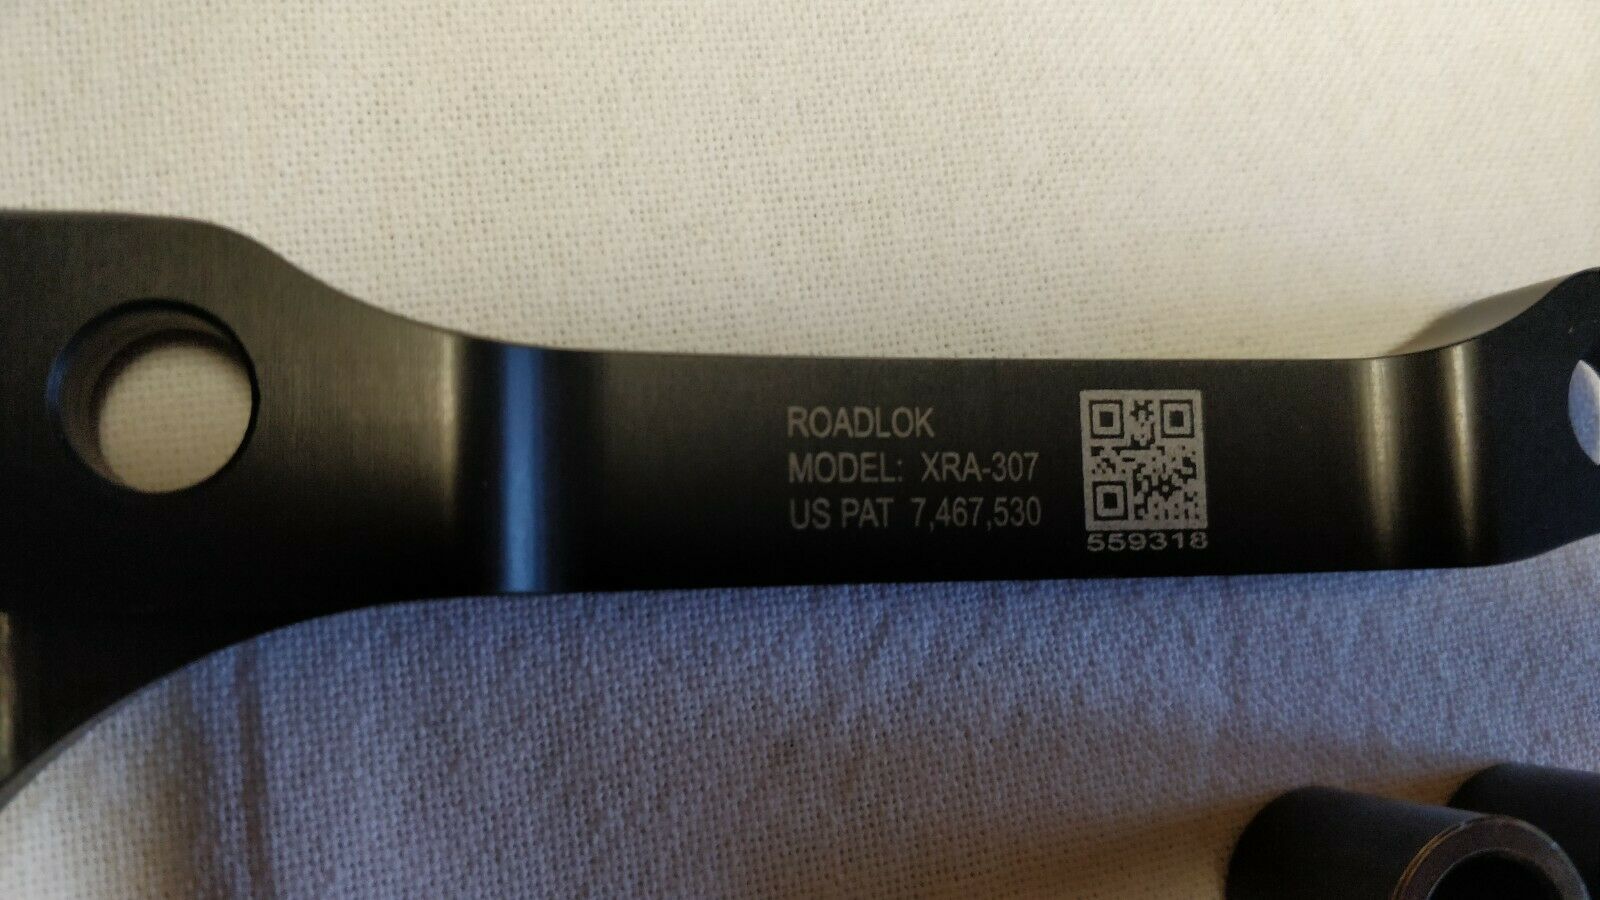 ROADLOK
MODEL: XRA-307
US PAT 7,467,530
559318